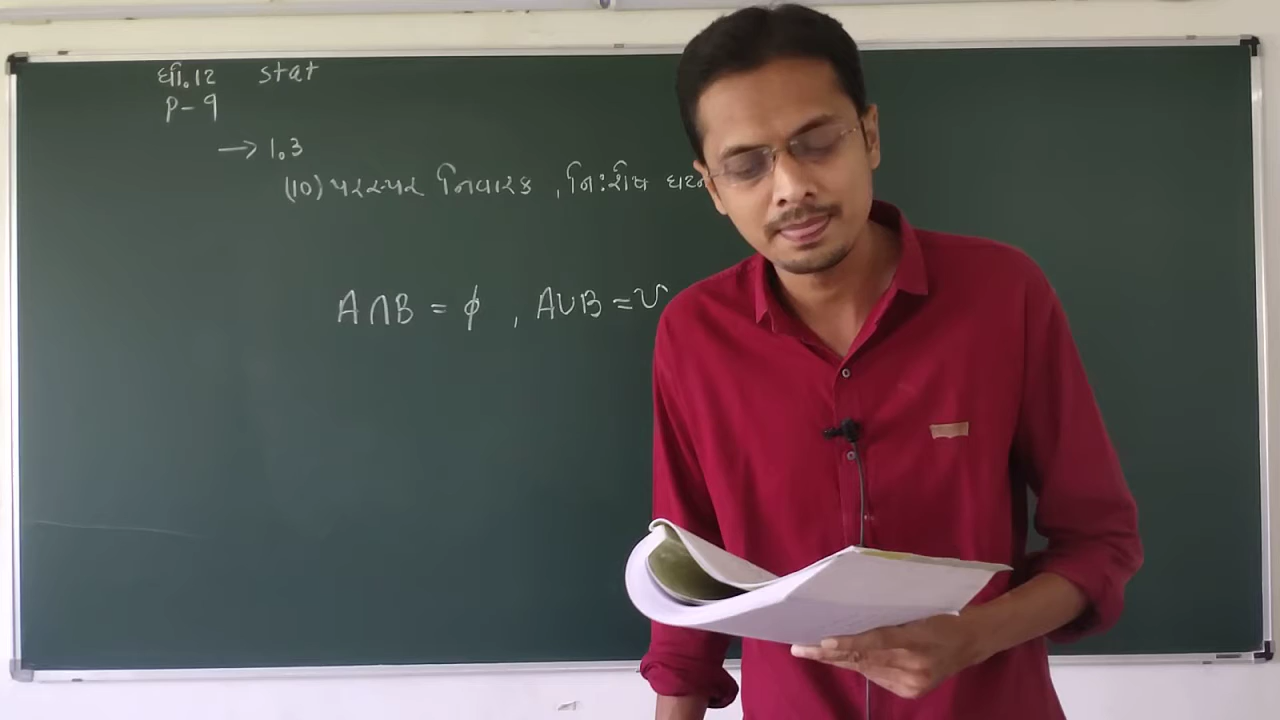 ધો.12 stat
P-9
→ 1.3
(10) પરસ્પર નિવારક , નિઃશેષ
A∩B = ϕ , A∪B = U